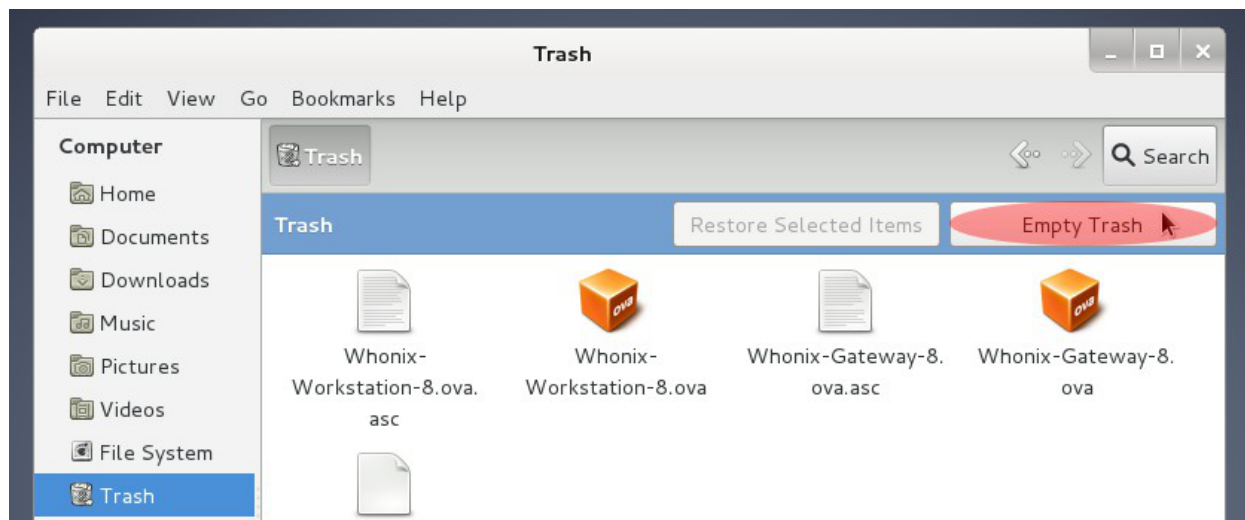 Trash
File Edit View Go Bookmarks Help
Computer
Home
Documents
Downloads
Music
Pictures
Videos
File System
Trash
Trash
Search
Trash
Restore Selected Items
Empty Trash
Whonix-
Workstation-8.ova.
asc
ova
Whonix-
Workstation-8.ova
Whonix-Gateway-8.
ova.asc
ova
Whonix-Gateway-8.
ova